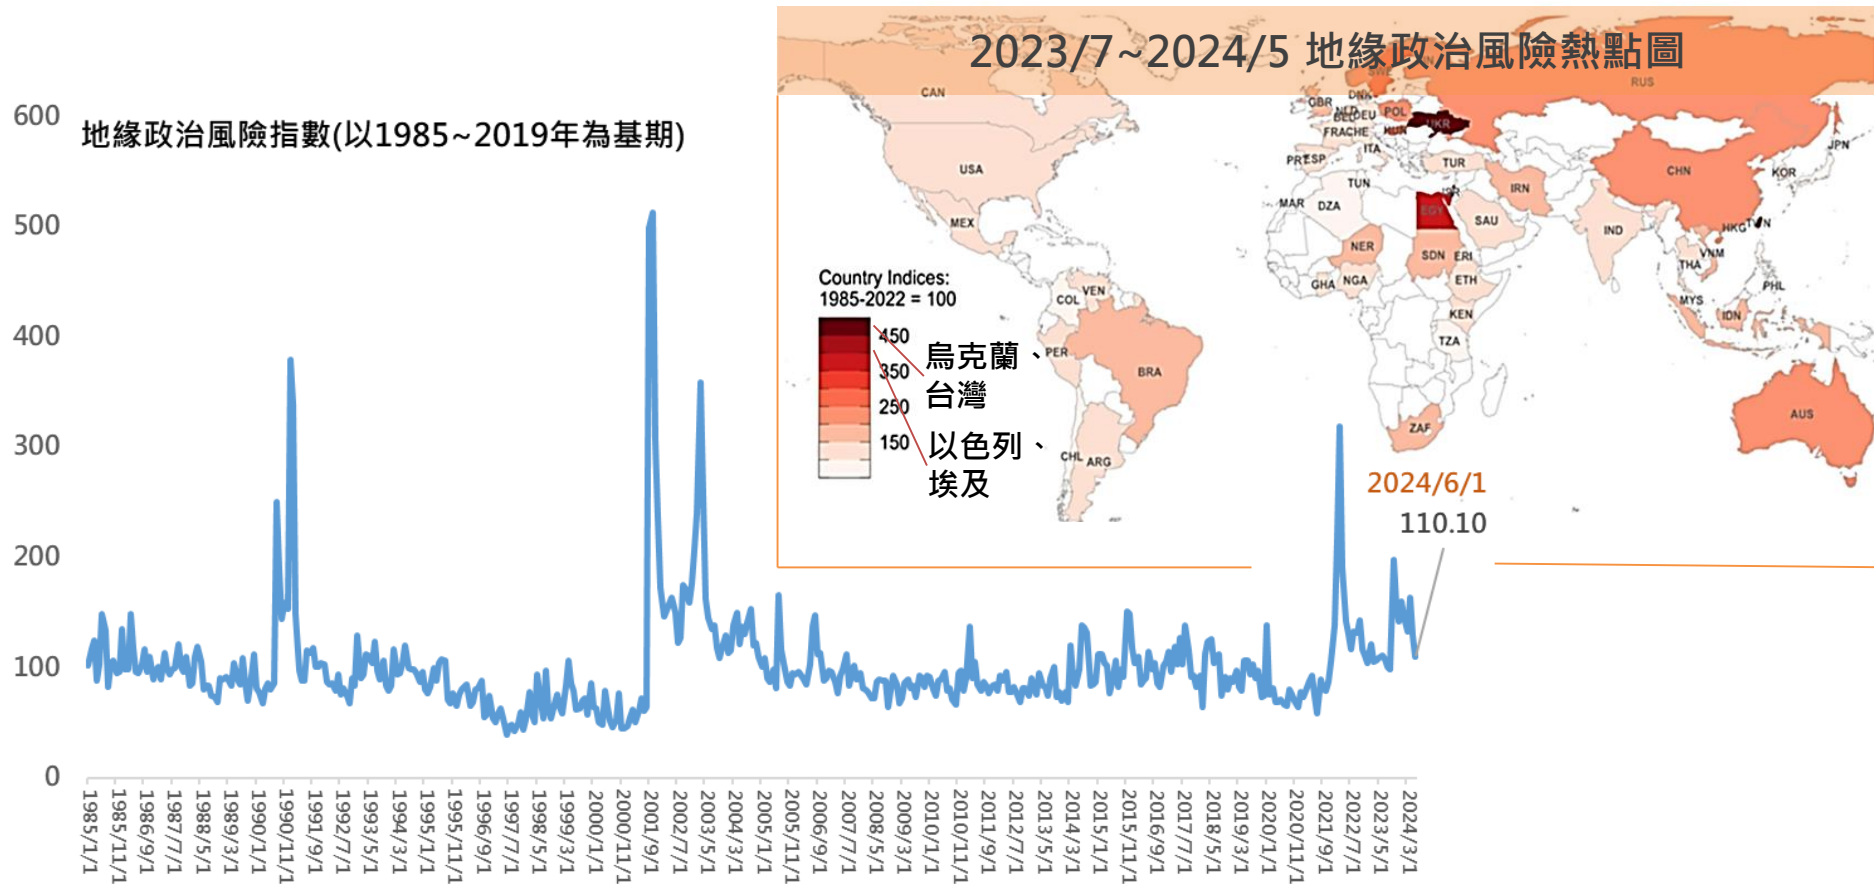 2023/7~2024/5 地緣政治風險熱點圖
地緣政治風險指數(以1985~2019年為基期)
600
500
400
300
200
100
0
CAN
USA
MEX
VEN
COL
PER
BRA
CHL
ARG
SWE
RUS
DNK
GBR
NLD
BEL
DEU
POL
UKR
FRA
CHE
HUN
ITA
PRT
ESP
TUR
TUN
ISR
MAR
DZA
EGY
IRN
SAU
NER
SDN
ERI
GHA
NGA
ETH
KEN
TZA
ZAF
CHN
JPN
KOR
IND
HKG
TWN
VNM
THA
PHL
MYS
IDN
AUS
Country Indices:
1985-2022 = 100
450
350
250
150
烏克蘭、
台灣
以色列、
埃及
2024/6/1
110.10
1985/1/1
1985/11/1
1986/9/1
1987/7/1
1988/5/1
1989/3/1
1990/1/1
1990/11/1
1991/9/1
1992/7/1
1993/5/1
1994/3/1
1995/1/1
1995/11/1
1996/9/1
1997/7/1
1998/5/1
1999/3/1
2000/1/1
2000/11/1
2001/9/1
2002/7/1
2003/5/1
2004/3/1
2005/1/1
2005/11/1
2006/9/1
2007/7/1
2008/5/1
2009/3/1
2010/1/1
2010/11/1
2011/9/1
2012/7/1
2013/5/1
2014/3/1
2015/1/1
2015/11/1
2016/9/1
2017/7/1
2018/5/1
2019/3/1
2020/1/1
2020/11/1
2021/9/1
2022/7/1
2023/5/1
2024/3/1